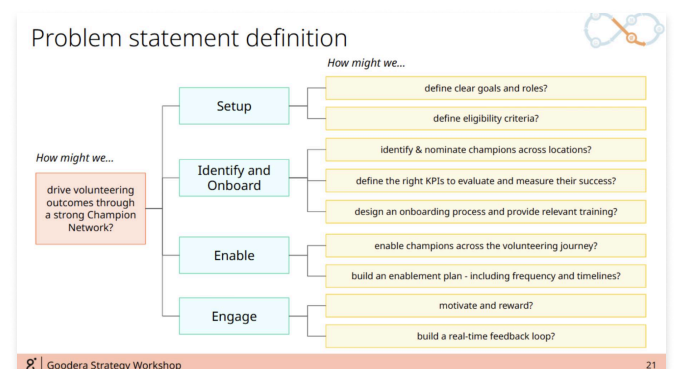 Problem statement definition
How might we...
How might we...
drive volunteering
outcomes through
a strong Champion
Network?
Setup
define clear goals and roles?
define eligibility criteria?
Identify and
Onboard
identify & nominate champions across locations?
define the right KPIs to evaluate and measure their success?
design an onboarding process and provide relevant training?
Enable
enable champions across the volunteering journey?
build an enablement plan - including frequency and timelines?
Engage
motivate and reward?
build a real-time feedback loop?
Goodera Strategy Workshop
21